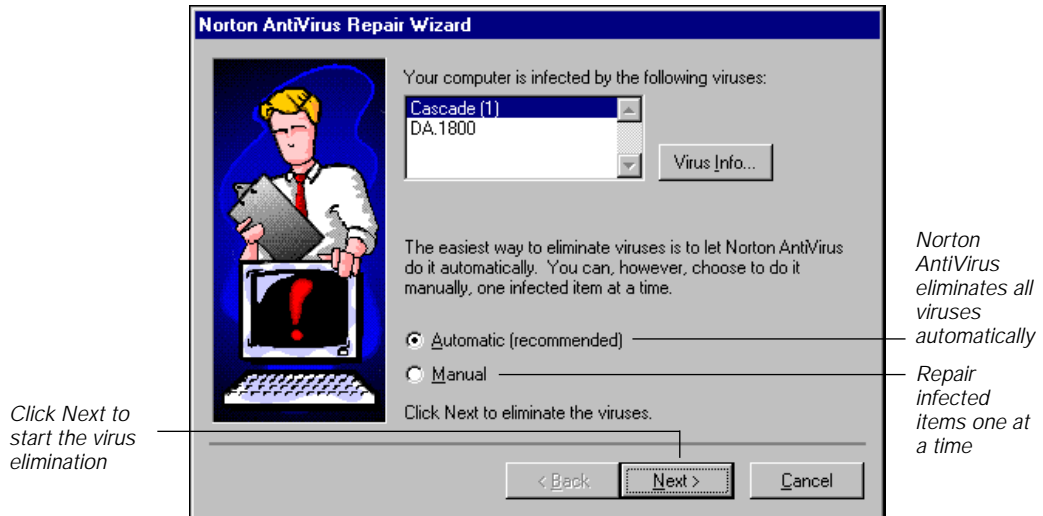 Norton AntiVirus Repair Wizard
Your computer is infected by the following viruses:
Cascade (1)
DA.1800
Virus Info...
The easiest way to eliminate viruses is to let Norton AntiVirus
do it automatically. You can, however, choose to do it
manually, one infected item at a time.
Automatic (recommended)
Manual
Click Next to eliminate the viruses.
< Back
Next >
Cancel
Norton
AntiVirus
eliminates all
viruses
automatically
Repair
infected
items one at
a time
Click Next to
start the virus
elimination